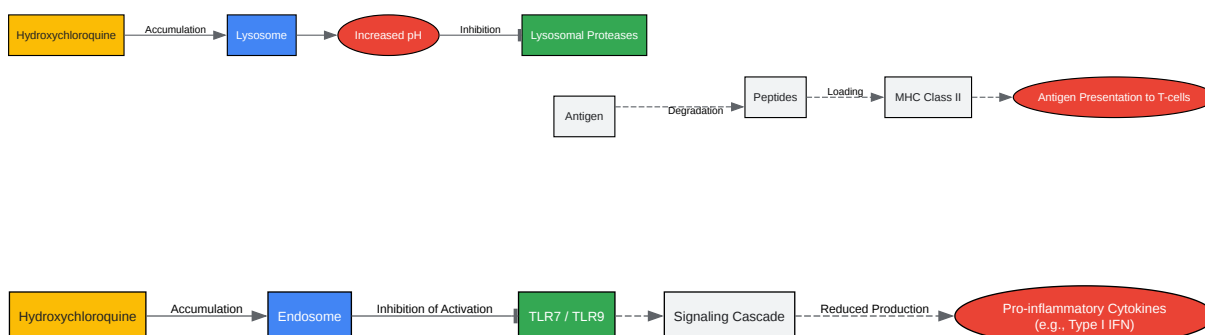 Hydroxychloroquine
Accumulation
Lysosome
Increased pH
Inhibition
Lysosomal Proteases
Antigen
Degradation
Peptides
Loading
MHC Class II
Antigen Presentation to T-cells
Hydroxychloroquine
Accumulation
Endosome
Inhibition of Activation
TLR7 / TLR9
Signaling Cascade
Reduced Production
Pro-inflammatory Cytokines
(e.g., Type I IFN)